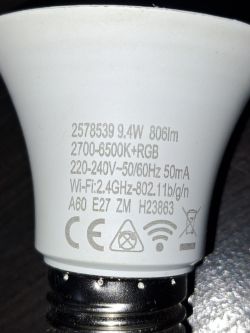 2578539 9.4W 806lm
2700-6500K+RGB
220-240V~50/60Hz 50mA
Wi-Fi:2.4GHz-802.11b/g/n
A60 E27 ZM H23863
CE